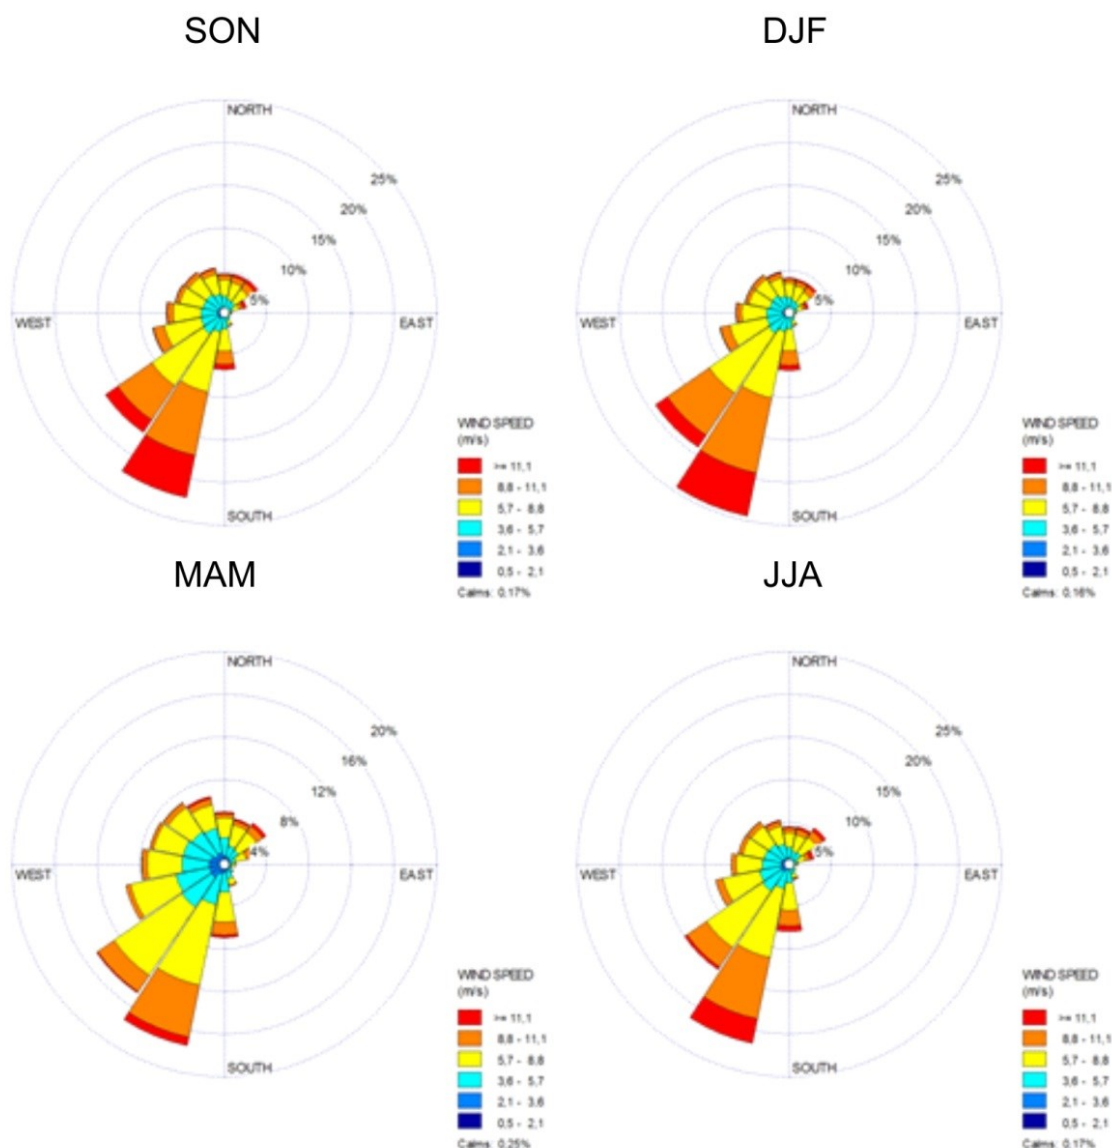 SON
NORTH
25%
20%
15%
10%
5%
WEST
EAST
SOUTH
WIND SPEED
(m/s)
>= 11,1
8,8 - 11,1
5,7 - 8,8
3,6 - 5,7
2,1 - 3,6
0,5 - 2,1
Calms: 0,17%
DJF
NORTH
25%
20%
15%
10%
5%
WEST
EAST
SOUTH
WIND SPEED
(m/s)
>= 11,1
8,8 - 11,1
5,7 - 8,8
3,6 - 5,7
2,1 - 3,6
0,5 - 2,1
Calms: 0,16%
MAM
NORTH
20%
16%
12%
8%
4%
WEST
EAST
SOUTH
WIND SPEED
(m/s)
>= 11,1
8,8 - 11,1
5,7 - 8,8
3,6 - 5,7
2,1 - 3,6
0,5 - 2,1
Calms: 0,25%
JJA
NORTH
25%
20%
15%
10%
5%
WEST
EAST
SOUTH
WIND SPEED
(m/s)
>= 11,1
8,8 - 11,1
5,7 - 8,8
3,6 - 5,7
2,1 - 3,6
0,5 - 2,1
Calms: 0,17%